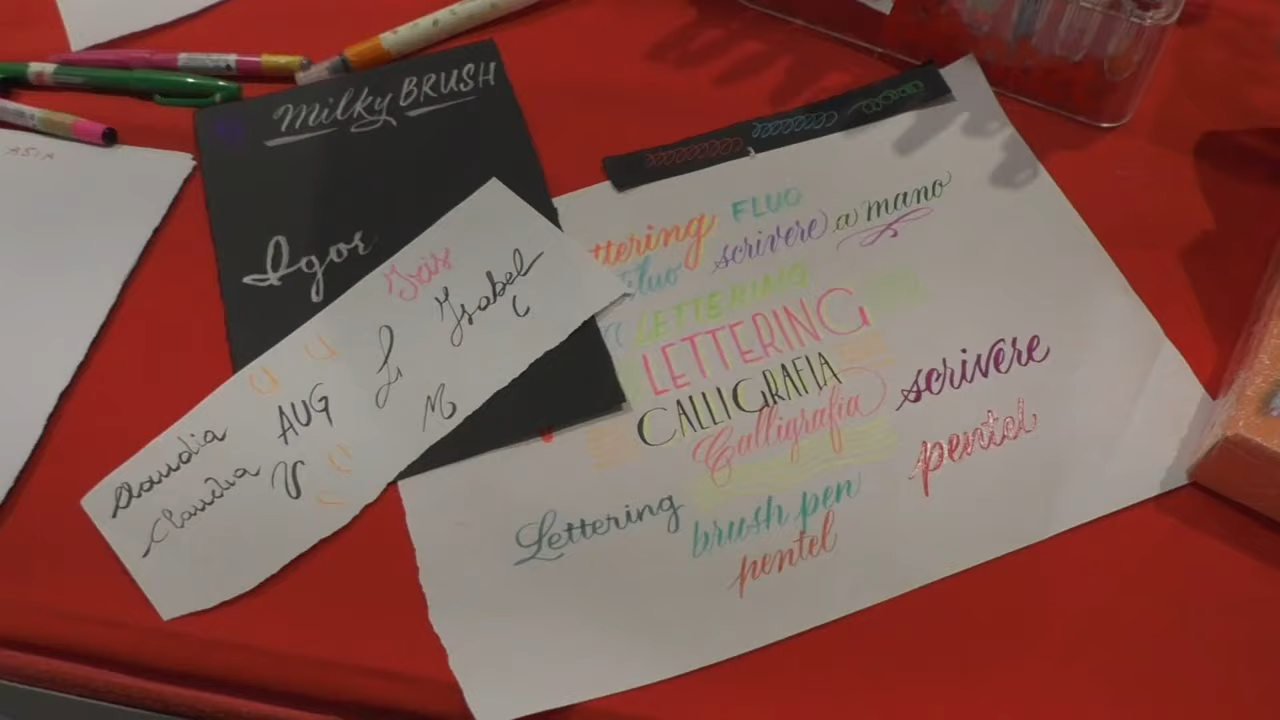 ASIA
Milky BRUSH
Igor
Isabel
AUG
M
V
claudia
claudia
FLUO
ttering
scrivere a mano
fluo
LETTERING
LETTERING
CALLIGRAFIA
Calligrafia
scrivere
pentel
Lettering
brush pen
pentel